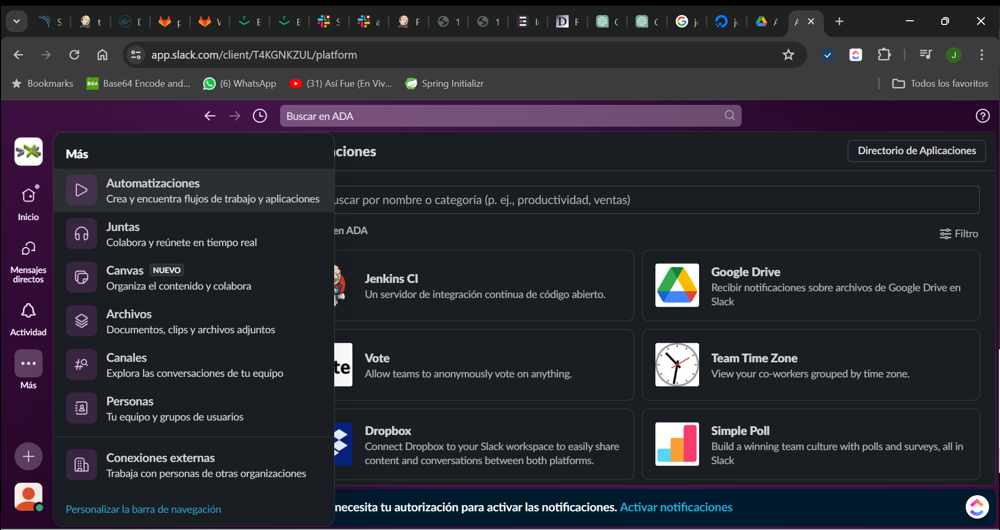 S
t
E
E
S
a
1
1
app.slack.com/client/T4KGNKZUL/platform
J
Bookmarks
B64
Base64 Encode and...
(6) WhatsApp
(31) Así Fue (En Viv...
Spring Initializr
Todos los favoritos
Buscar en ADA
Más
ciones
Directorio de Aplicaciones
Automatizaciones
Crea y encuentra flujos de trabajo y aplicaciones
uscar por nombre o categoría (p. ej., productividad, ventas)
Inicio
Juntas
Colabora y reúnete en tiempo real
en ADA
Filtro
Mensajes
directos
Canvas NUEVO
Organiza el contenido y colabora
Jenkins CI
Un servidor de integración continua de código abierto.
Google Drive
Recibir notificaciones sobre archivos de Google Drive en
Slack
Actividad
Archivos
Documentos, clips y archivos adjuntos
Más
Canales
Explora las conversaciones de tu equipo
te
Vote
Allow teams to anonymously vote on anything.
Team Time Zone
View your co-workers grouped by time zone.
Personas
Tu equipo y grupos de usuarios
Dropbox
Connect Dropbox to your Slack workspace to easily share
content and conversations between both platforms.
Simple Poll
Build a winning team culture with polls and surveys, all in
Slack
Conexiones externas
Trabaja con personas de otras organizaciones
Personalizar la barra de navegación
necesita tu autorización para activar las notificaciones. Activar notificaciones